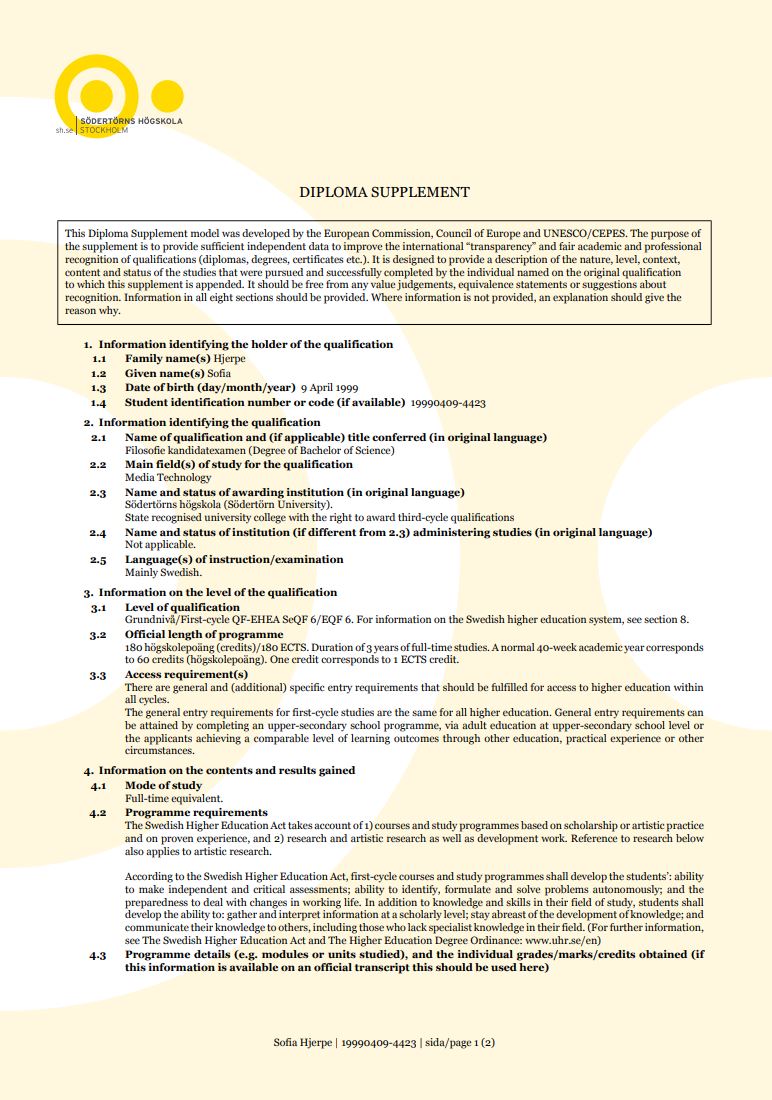 sh.se | SÖDERTÖRNS HÖGSKOLA
STOCKHOLM
DIPLOMA SUPPLEMENT
This Diploma Supplement model was developed by the European Commission, Council of Europe and UNESCO/CEPES. The purpose of
the supplement is to provide sufficient independent data to improve the international “transparency” and fair academic and professional
recognition of qualifications (diplomas, degrees, certificates etc.). It is designed to provide a description of the nature, level, context,
content and status of the studies that were pursued and successfully completed by the individual named on the original qualification
to which this supplement is appended. It should be free from any value judgements, equivalence statements or suggestions about
recognition. Information in all eight sections should be provided. Where information is not provided, an explanation should give the
reason why.
1. Information identifying the holder of the qualification
1.1 Family name(s) Hjerpe
1.2 Given name(s) Sofia
1.3 Date of birth (day/month/year) 9 April 1999
1.4 Student identification number or code (if available) 19990409-4423
2. Information identifying the qualification
2.1 Name of qualification and (if applicable) title conferred (in original language)
Filosofie kandidatexamen (Degree of Bachelor of Science)
2.2 Main field(s) of study for the qualification
Media Technology
2.3 Name and status of awarding institution (in original language)
Södertörns högskola (Södertörn University).
State recognised university college with the right to award third-cycle qualifications
2.4 Name and status of institution (if different from 2.3) administering studies (in original language)
Not applicable.
2.5 Language(s) of instruction/examination
Mainly Swedish.
3. Information on the level of the qualification
3.1 Level of qualification
Grundnivå/First-cycle QF-EHEA SeQF 6/EQF 6. For information on the Swedish higher education system, see section 8.
3.2 Official length of programme
180 högskolepoäng (credits)/180 ECTS. Duration of 3 years of full-time studies. A normal 40-week academic year corresponds
to 60 credits (högskolepoäng). One credit corresponds to 1 ECTS credit.
3.3 Access requirement(s)
There are general and (additional) specific entry requirements that should be fulfilled for access to higher education within
all cycles.
The general entry requirements for first-cycle studies are the same for all higher education. General entry requirements can
be attained by completing an upper-secondary school programme, via adult education at upper-secondary school level or
the applicants achieving a comparable level of learning outcomes through other education, practical experience or other
circumstances.
4. Information on the contents and results gained
4.1 Mode of study
Full-time equivalent.
4.2 Programme requirements
The Swedish Higher Education Act takes account of 1) courses and study programmes based on scholarship or artistic practice
and on proven experience, and 2) research and artistic research as well as development work. Reference to research below
also applies to artistic research.
According to the Swedish Higher Education Act, first-cycle courses and study programmes shall develop the students’: ability
to make independent and critical assessments; ability to identify, formulate and solve problems autonomously; and the
preparedness to deal with changes in working life. In addition to knowledge and skills in their field of study, students shall
develop the ability to: gather and interpret information at a scholarly level; stay abreast of the development of knowledge; and
communicate their knowledge to others, including those who lack specialist knowledge in their field. (For further information,
see The Swedish Higher Education Act and The Higher Education Degree Ordinance: www.uhr.se/en)
4.3 Programme details (e.g. modules or units studied), and the individual grades/marks/credits obtained (if
this information is available on an official transcript this should be used here)
Sofia Hjerpe | 19990409-4423 | sida/page 1 (2)